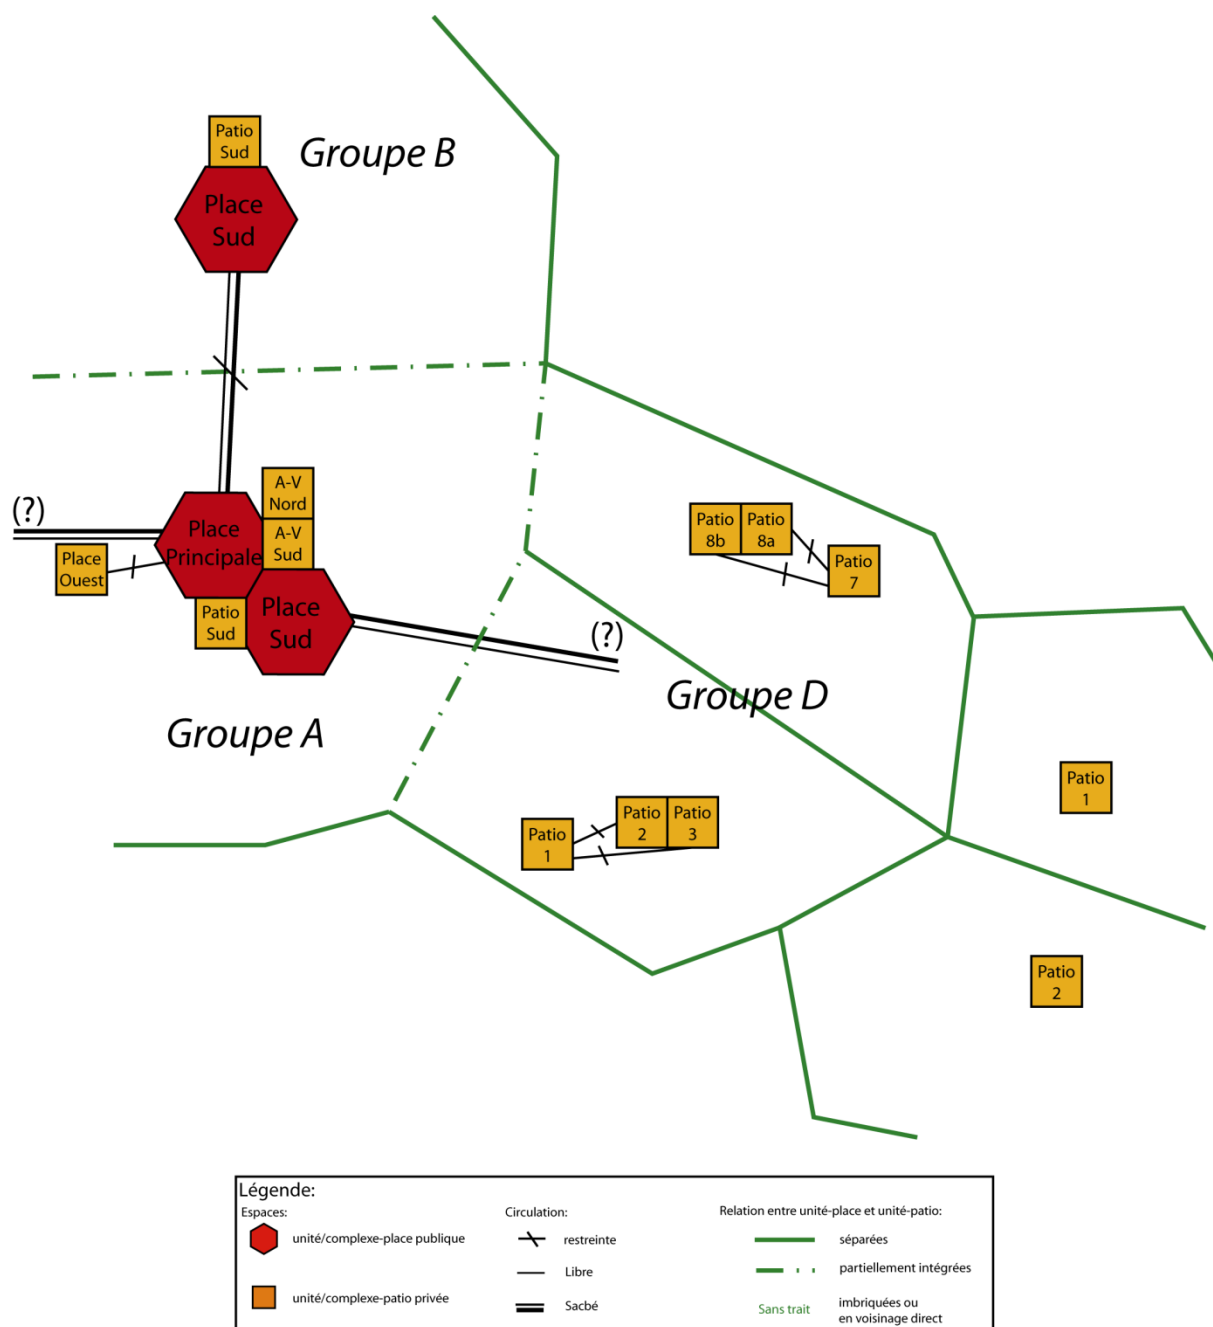 Patio
Sud
Groupe B
Place
Sud
A-V
Nord
(?)
Place
Principale
A-V
Sud
Place
Ouest
Patio
Sud
Place
Sud
(?)
Groupe A
Patio
8b
Patio
8a
Patio
7
Groupe D
Patio
1
Patio
2
Patio
3
Patio
1
Patio
2
Légende:
Espaces:
unité/complexe-place publique
unité/complexe-patio privée
Circulation:
restreinte
Libre
Sacbé
Relation entre unité-place et unité-patio:
séparées
partiellement intégrées
Sans trait
imbriquées ou
en voisinage direct